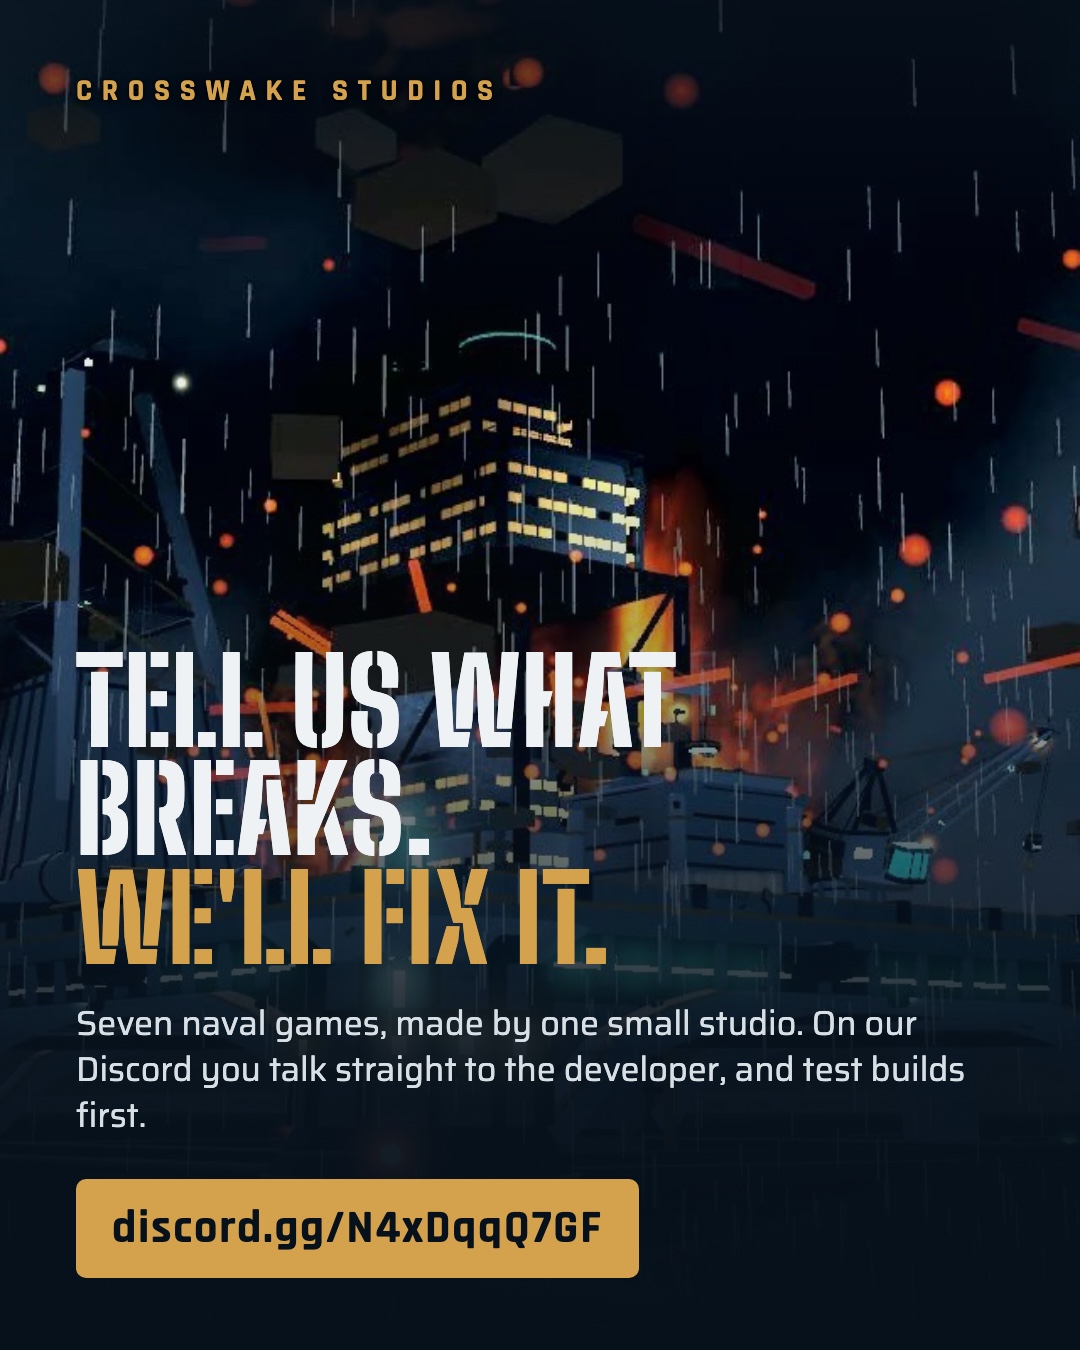 CROSSWAKE STUDIOS
TELL US WHAT
BREAKS.
WE'LL FIX IT.
Seven naval games, made by one small studio. On our
Discord you talk straight to the developer, and test builds
first.
discord.gg/N4xDqqQ7GF